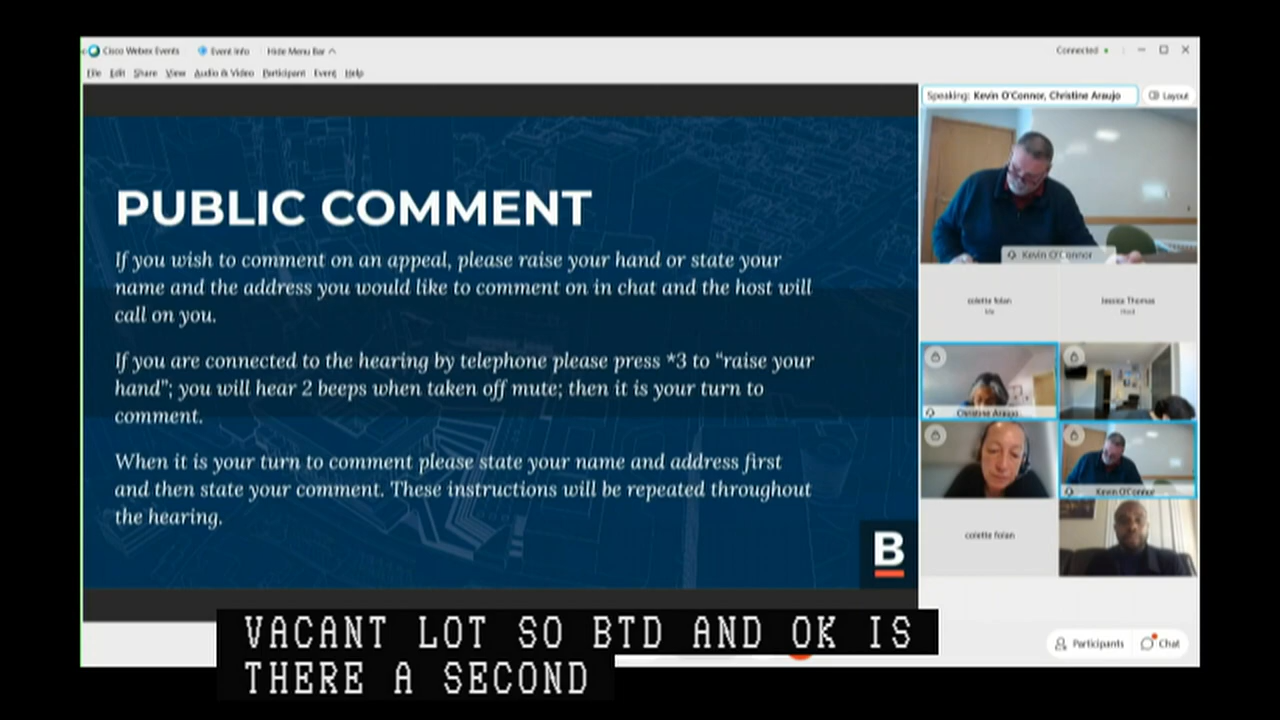 Cisco Webex Events
Event Info
Hide Menu Bar
Connected
File Edit Share View Audio & Video Participant Event Help
Speaking: Kevin O'Connor, Christine Araujo
Layout
PUBLIC COMMENT
If you wish to comment on an appeal, please raise your hand or state your
name and the address you would like to comment on in chat and the host will
call on you.
If you are connected to the hearing by telephone please press *3 to “raise your
hand”; you will hear 2 beeps when taken off mute; then it is your turn to
comment.
When it is your turn to comment please state your name and address first
and then state your comment. These instructions will be repeated throughout
the hearing.
B
Kevin O'Connor
colette folan
Me
Jessica Thomas
Host
Christine Araujo
Kevin O'Connor
colette folan
Participants
Chat
VACANT LOT SO BTD AND OK IS
THERE A SECOND